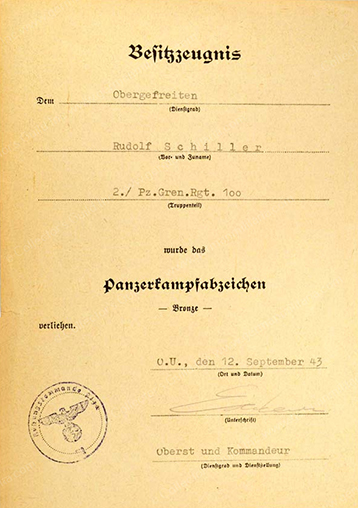 Besitzzeugnis
Dem Obergefreiten
(Dienstgrad)
Rudolf Schiller
(Vor- und Zuname)
2./ Pz.Gren.Rgt. 1oo
(Truppenteil)
wurde das
Panzerkampfabzeichen
— Bronze —
verliehen.
O.U., den 12. September 43
(Ort und Datum)
(Unterschrift)
Oberst und Kommandeur
(Dienstgrad und Dienststellung)